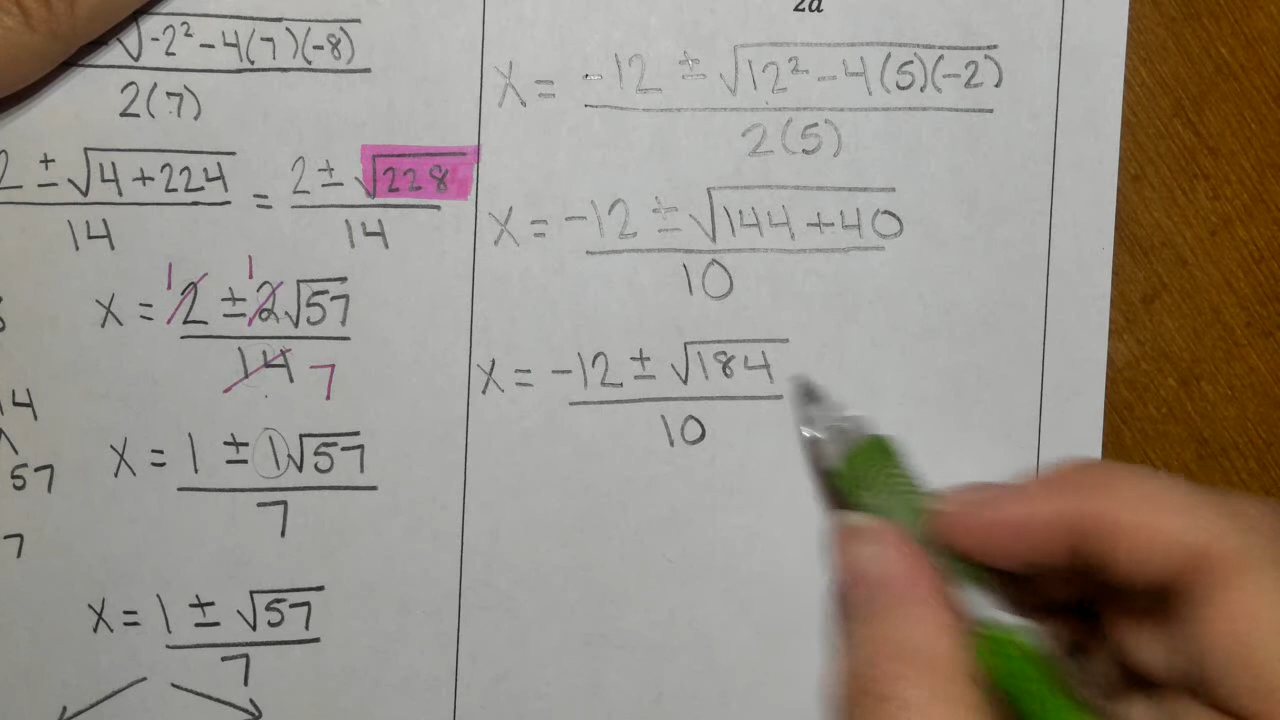 √-2² - 4(7)(-8)
2(7)
2 ± √4 + 224 = 2 ± √228
14 14
1 1
x = 2 ± 2√57
14 7
14
57
x = 1 ± 1√57
7
7
x = 1 ± √57
7
2a
x = -12 ± √12² - 4(5)(-2)
2(5)
x = -12 ± √144 + 40
10
x = -12 ± √184
10